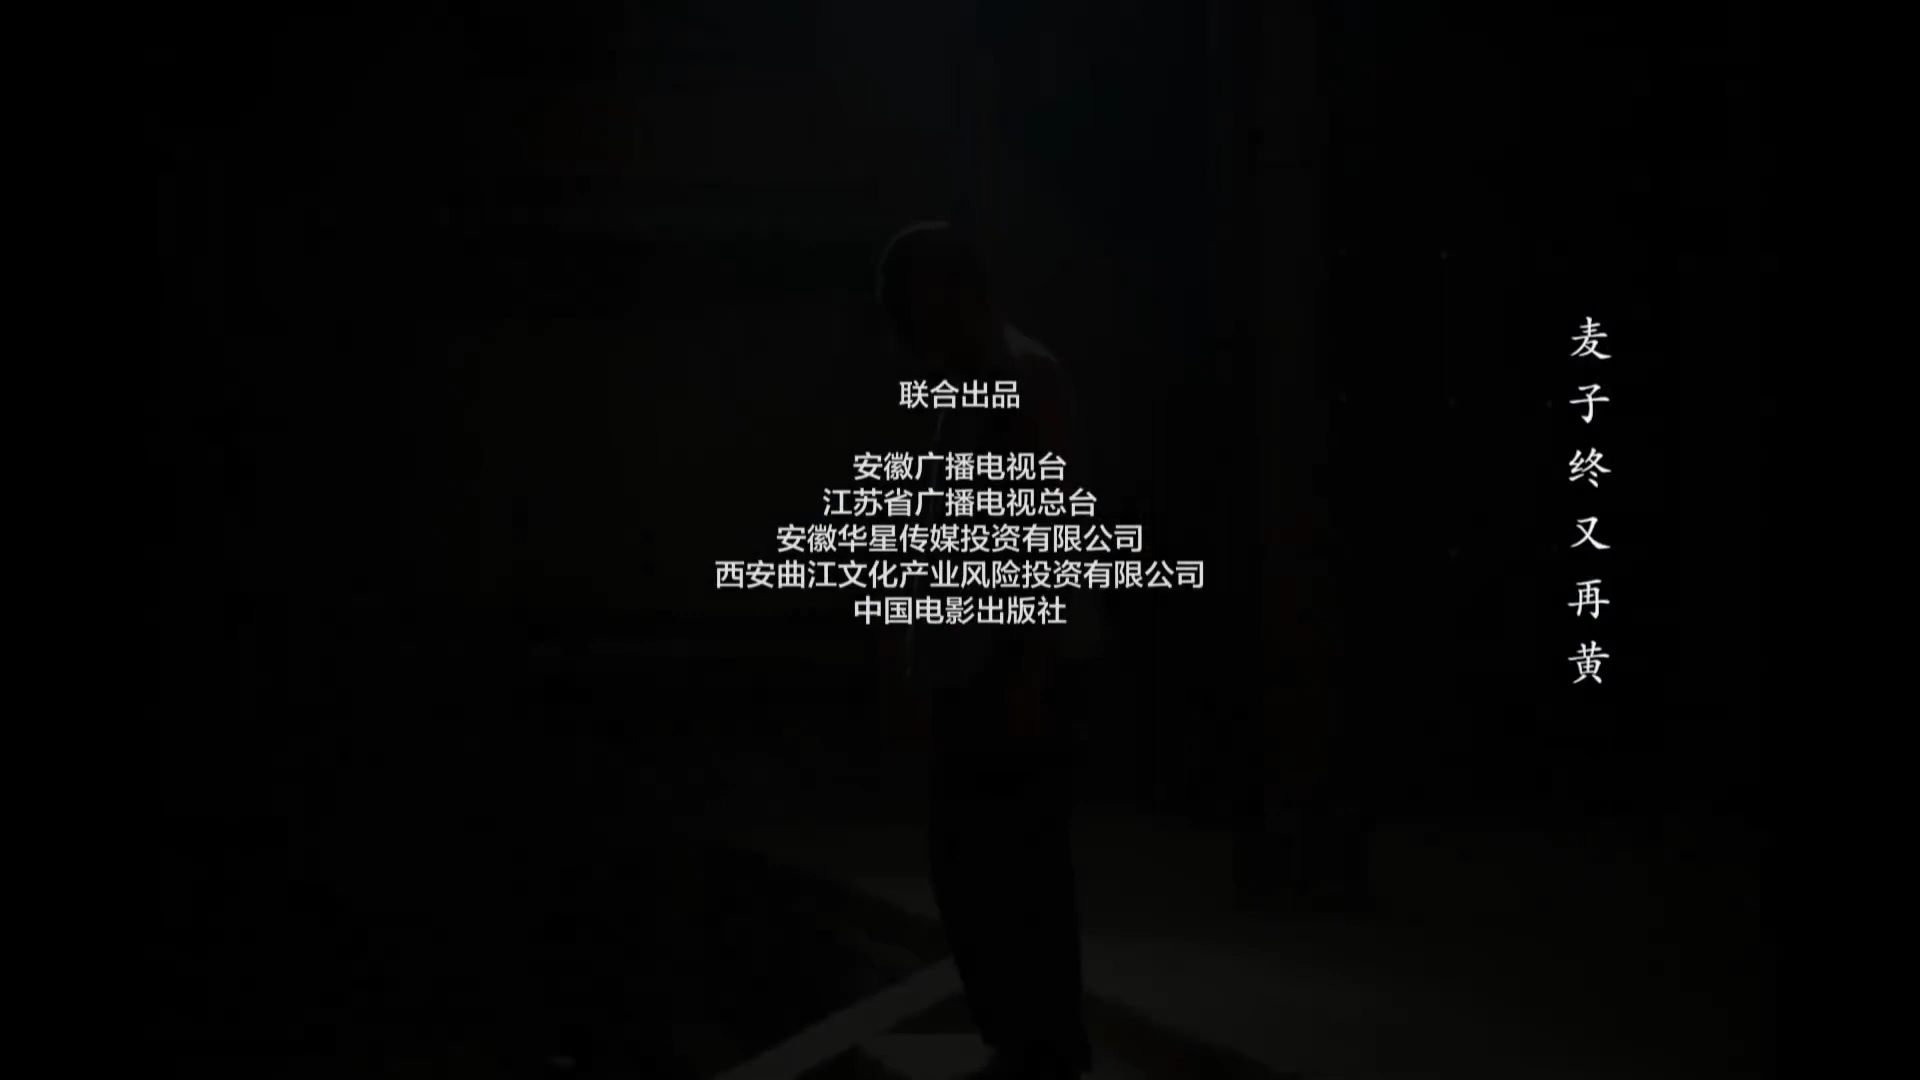 联合出品
安徽广播电视台
江苏省广播电视总台
安徽华星传媒投资有限公司
西安曲江文化产业风险投资有限公司
中国电影出版社
麦子终又再黄